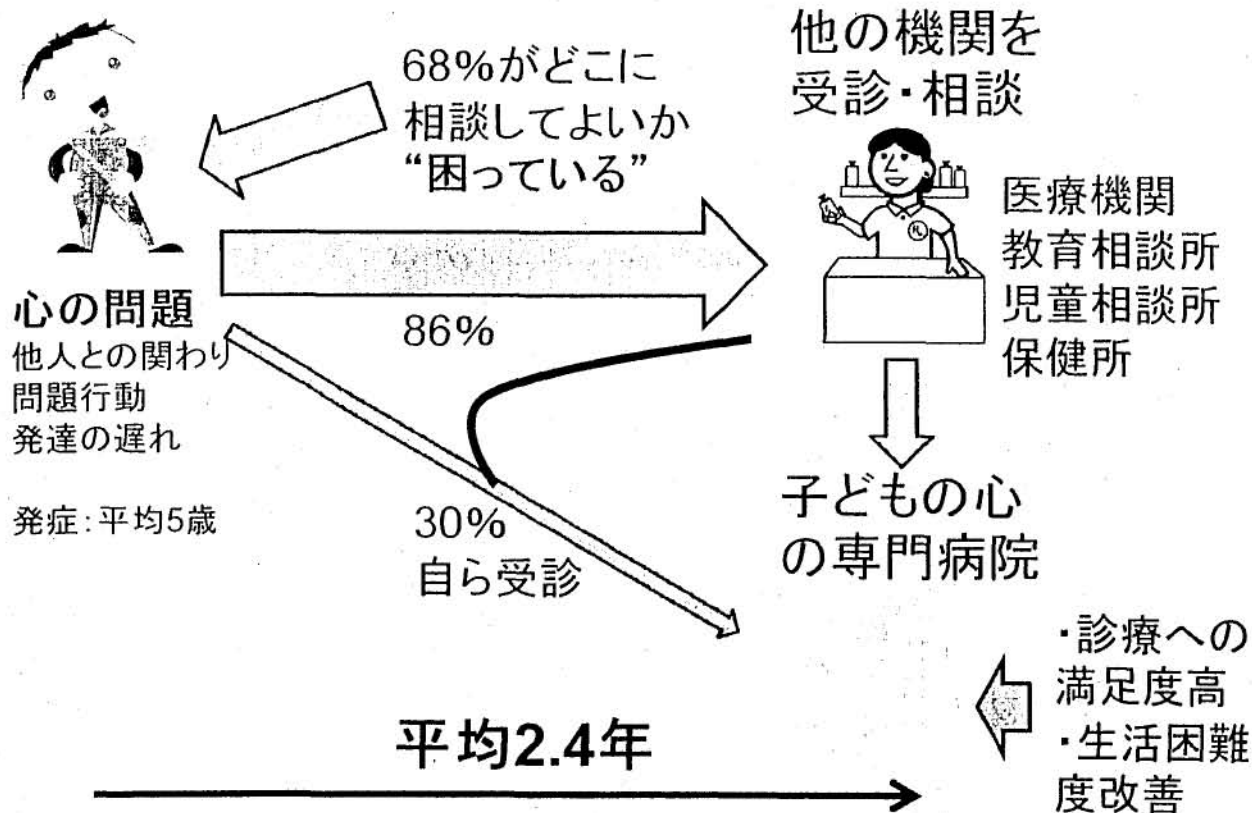 68%がどこに
相談してよいか
“困っている”
他の機関を
受診・相談
医療機関
教育相談所
児童相談所
保健所
86%
心の問題
他人との関わり
問題行動
発達の遅れ
発症：平均5歳
30%
自ら受診
子どもの心
の専門病院
・診療への
満足度高
・生活困難
度改善
平均2.4年